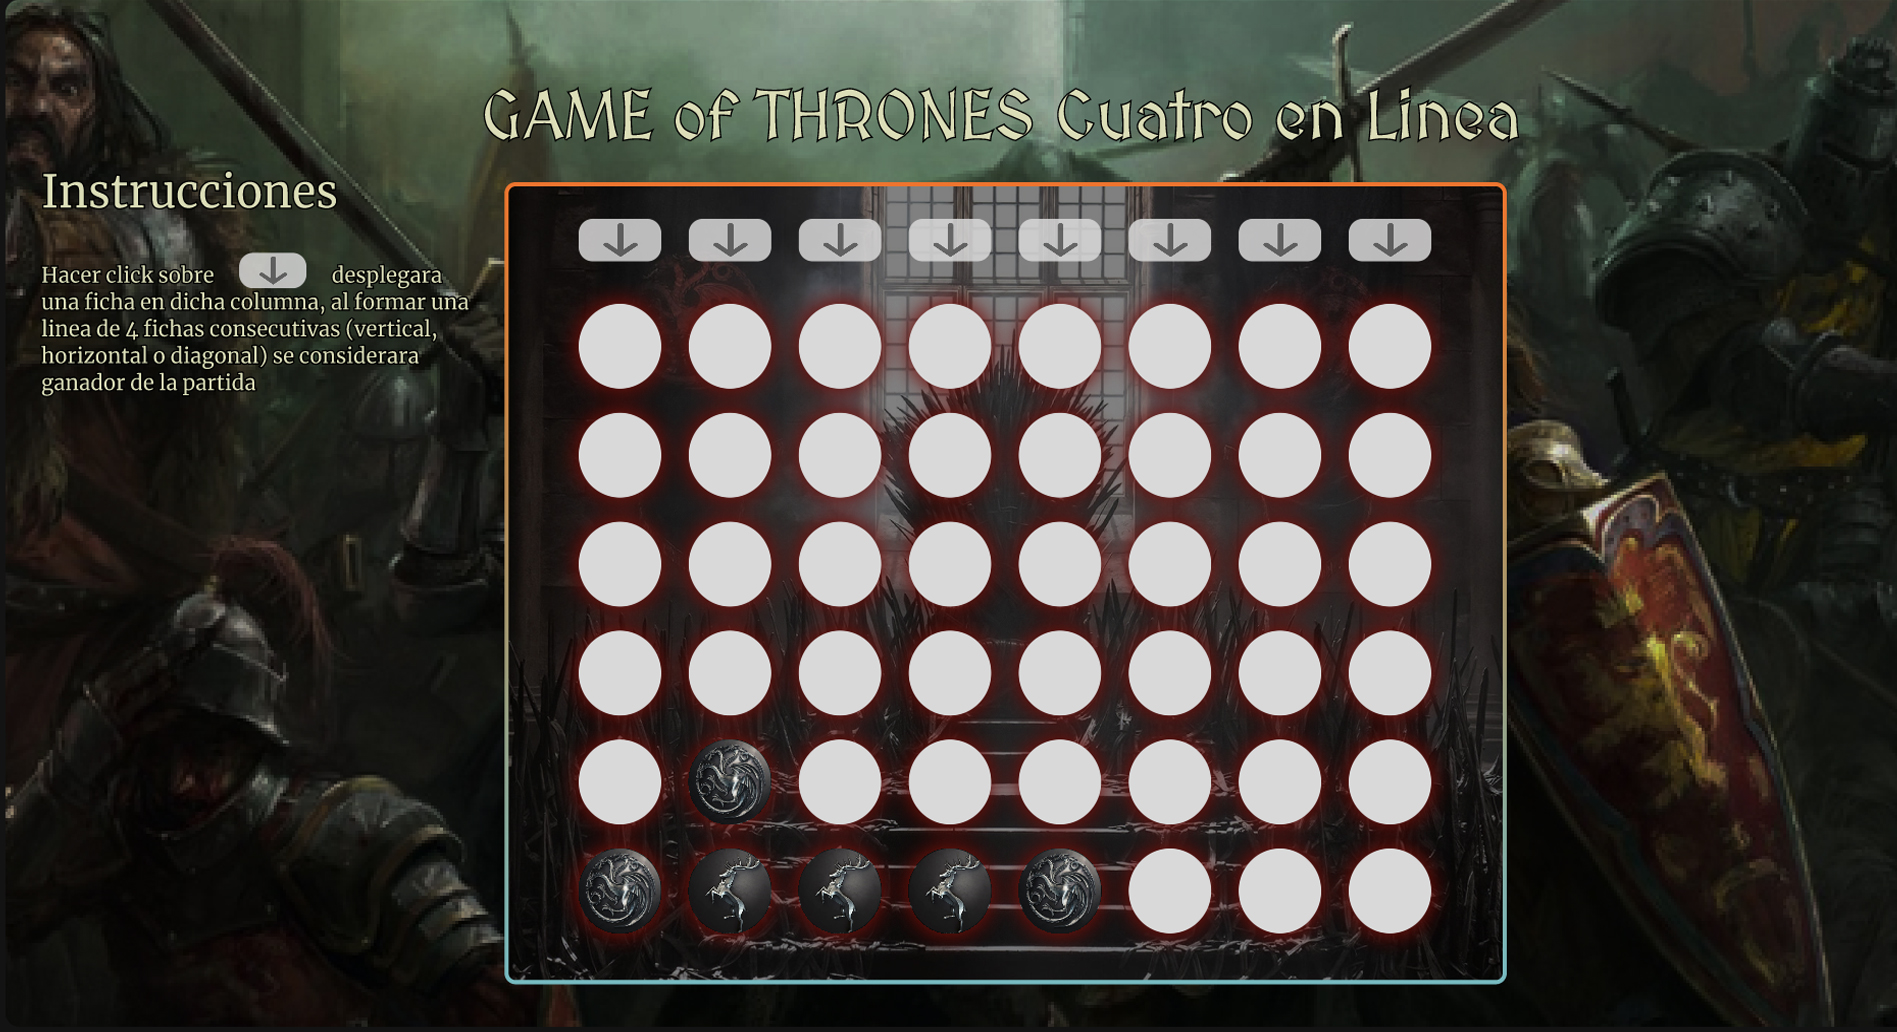 GAME of THRONES Cuatro en Linea
Instrucciones
Hacer click sobre desplegara
una ficha en dicha columna, al formar una
linea de 4 fichas consecutivas (vertical,
horizontal o diagonal) se considerara
ganador de la partida